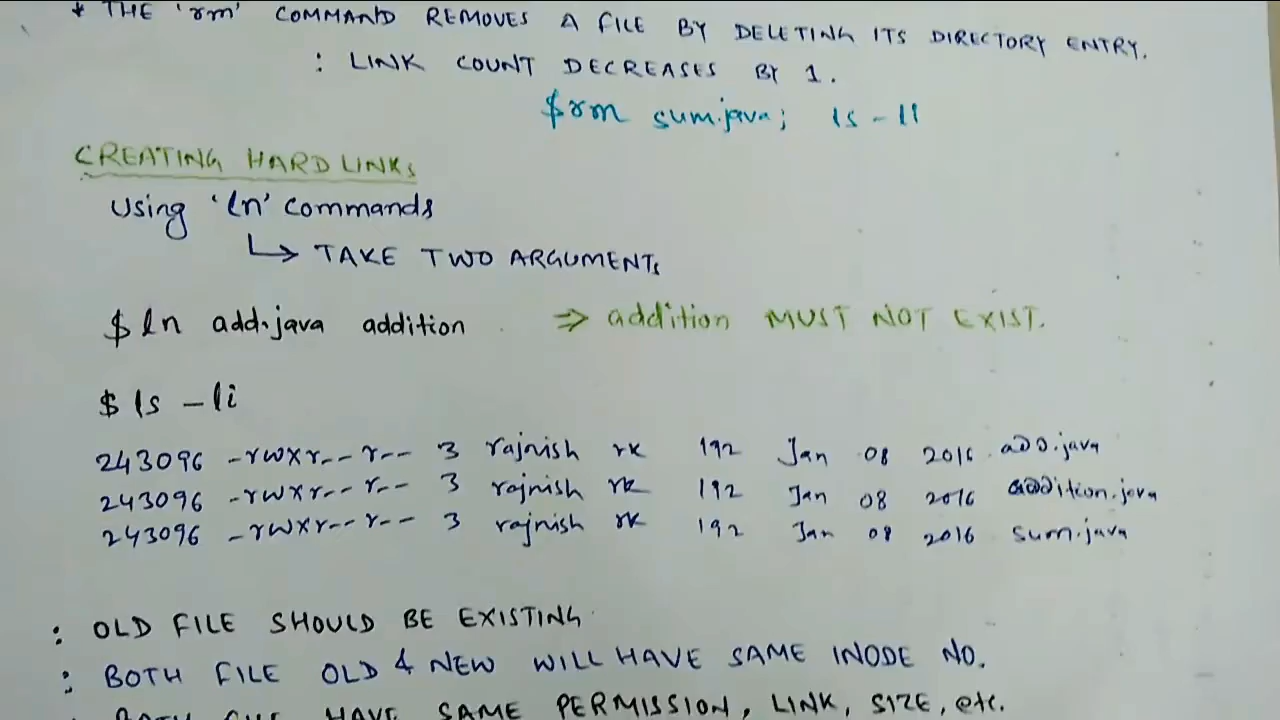 * THE 'rm' COMMAND REMOVES A FILE BY DELETING ITS DIRECTORY ENTRY.
: LINK COUNT DECREASES BY 1.
$rm sum.java; ls -li
CREATING HARD LINKS
Using 'ln' commands
↳ TAKE TWO ARGUMENTS
$ ln add.java addition ⇒ addition MUST NOT EXIST.
$ ls -li
243096 -rwxr--r-- 3 rajnish rk 192 Jan 08 2016 add.java
243096 -rwxr--r-- 3 rajnish rk 192 Jan 08 2016 addition.java
243096 -rwxr--r-- 3 rajnish rk 192 Jan 08 2016 sum.java
: OLD FILE SHOULD BE EXISTING
: BOTH FILE OLD & NEW WILL HAVE SAME INODE NO.
: BOTH FILE HAVE SAME PERMISSION, LINK, SIZE, etc.